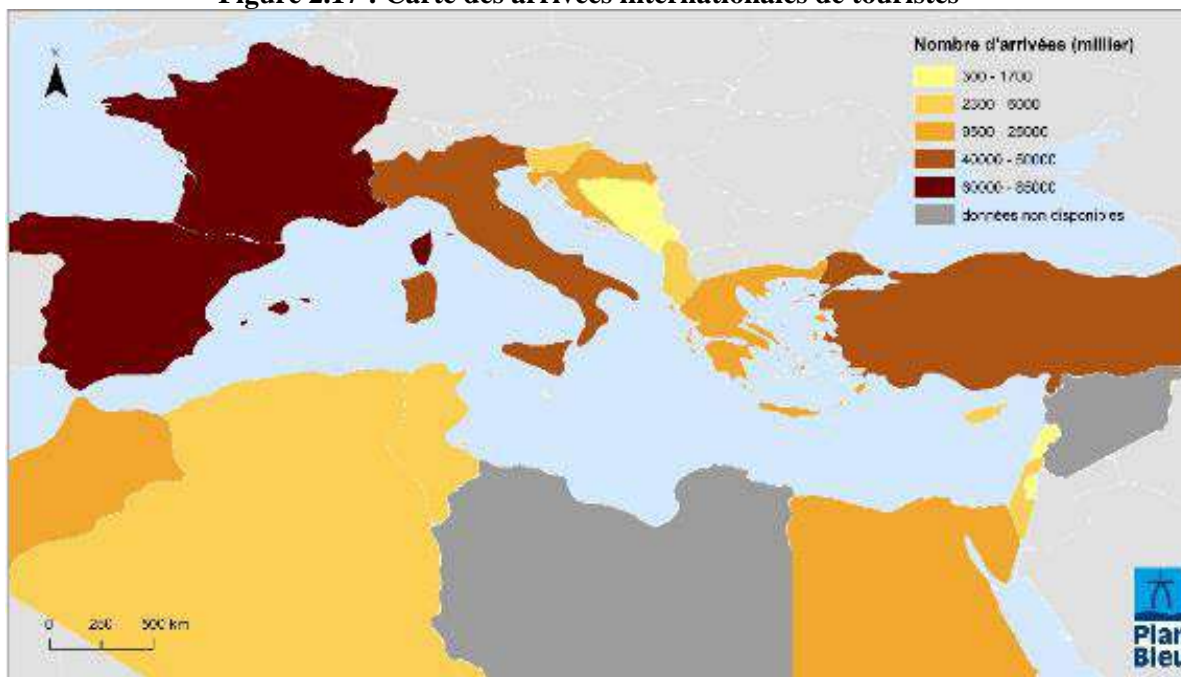 Figure 2.17 : Carte des arrivées internationales de touristes
N
Nombre d'arrivées (millier)
300 - 1700
2300 - 6000
9500 - 25000
40000 - 50000
60000 - 85000
données non disponibles
0 250 500 km
Plan
Bleu